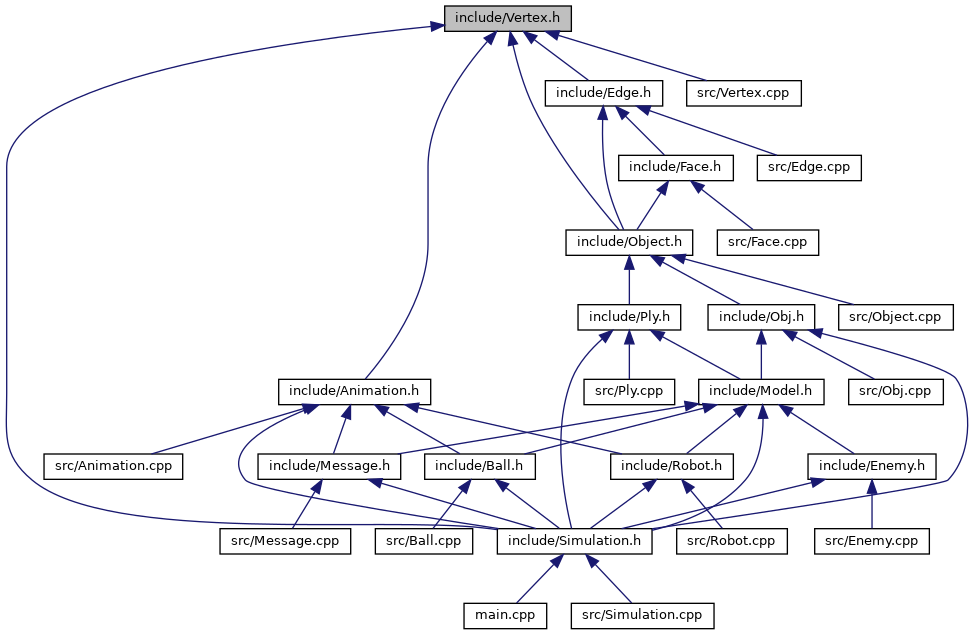 include/Vertex.h
include/Edge.h
src/Vertex.cpp
include/Face.h
src/Edge.cpp
include/Object.h
src/Face.cpp
include/Ply.h
include/Obj.h
src/Object.cpp
include/Animation.h
src/Ply.cpp
include/Model.h
src/Obj.cpp
src/Animation.cpp
include/Message.h
include/Ball.h
include/Robot.h
include/Enemy.h
src/Message.cpp
src/Ball.cpp
include/Simulation.h
src/Robot.cpp
src/Enemy.cpp
main.cpp
src/Simulation.cpp